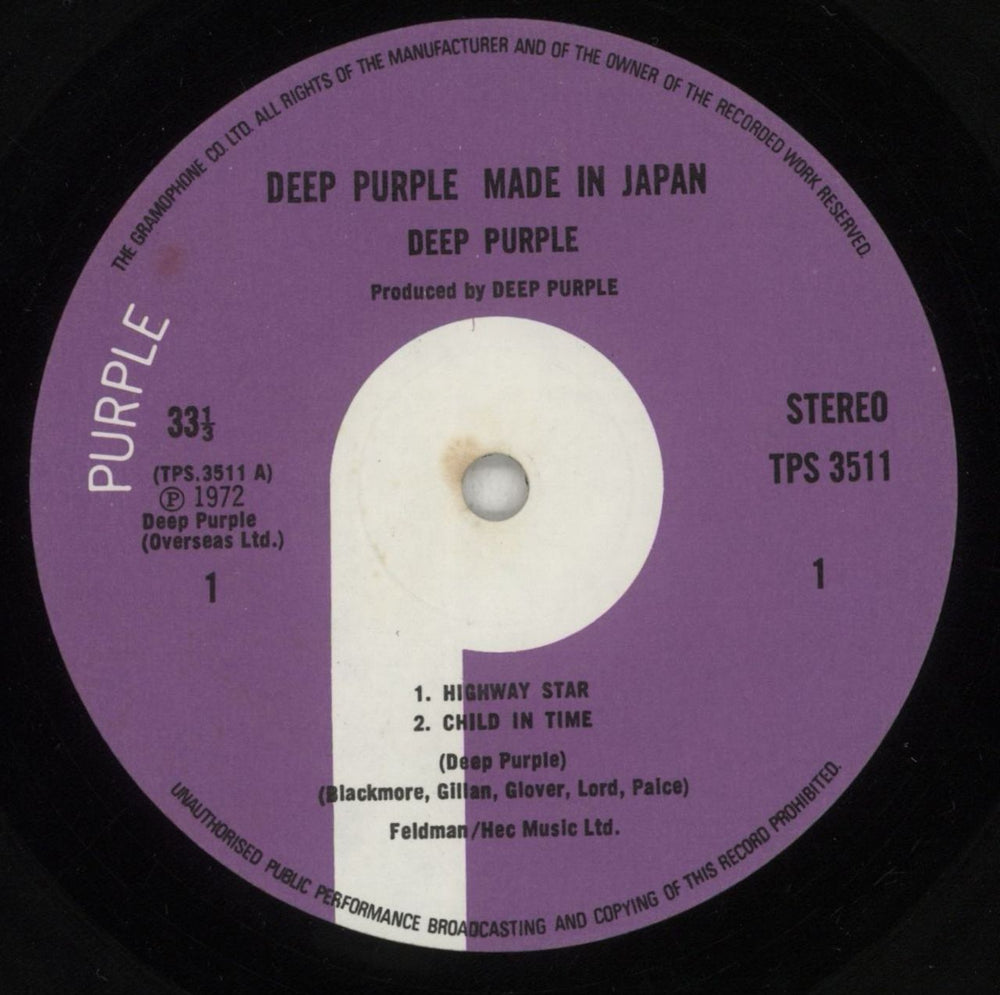 THE GRAMOPHONE CO. LTD. ALL RIGHTS OF THE MANUFACTURER AND OF THE OWNER OF THE RECORDED WORK RESERVED.
DEEP PURPLE MADE IN JAPAN
DEEP PURPLE
Produced by DEEP PURPLE
PURPLE
33⅓
(TPS.3511 A)
Ⓟ 1972
Deep Purple
(Overseas Ltd.)
1
STEREO
TPS 3511
1
1. HIGHWAY STAR
2. CHILD IN TIME
(Deep Purple)
(Blackmore, Gillan, Glover, Lord, Paice)
Feldman/Hec Music Ltd.
UNAUTHORISED PUBLIC PERFORMANCE BROADCASTING AND COPYING OF THIS RECORD PROHIBITED.